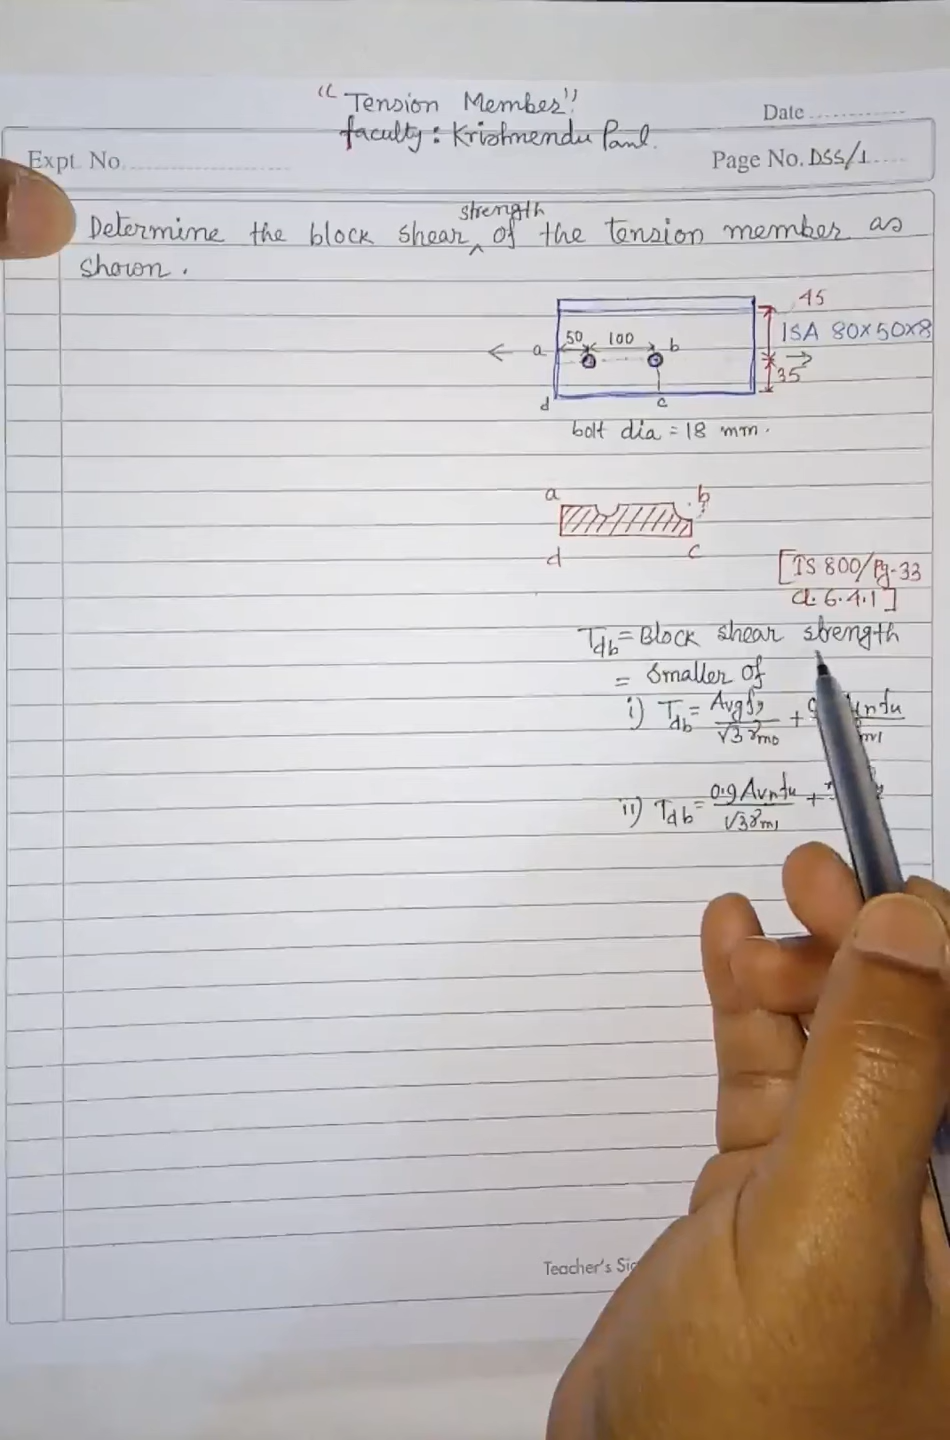 "Tension Member"
Date
faculty: Krishnendu Paul.
Expt. No.
Page No. DSS/1
strength
Determine the block shear ^ of the tension member as
shown.
45
50 100
ISA 80x50x8
a b
35
d c
bolt dia = 18 mm.
a b
d c
[IS 800/Pg-33
Cl. 6.4.1]
Tdb = Block shear strength
= smaller of
i) Tdb = Avg fy / √3 γm0 +
ii) Tdb = 0.9 Avn fu / √3 γm1 +
Teacher's